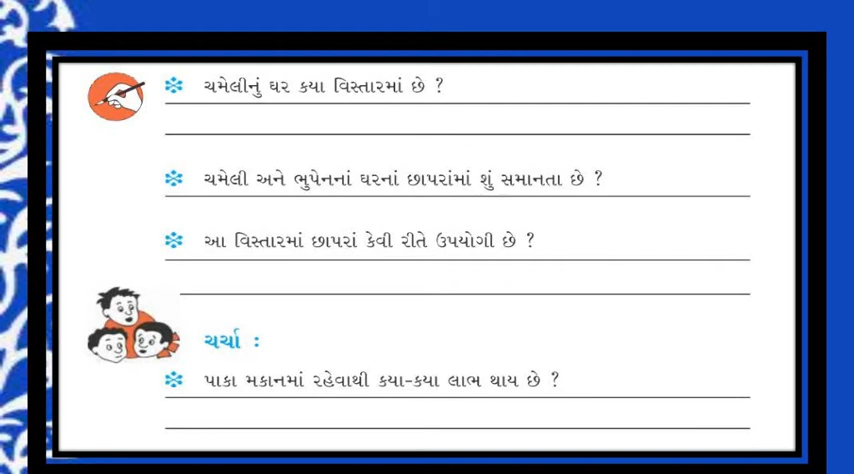 ચમેલીનું ઘર કયા વિસ્તારમાં છે ?
ચમેલી અને ભુપેનનાં ઘરનાં છાપરાંમાં શું સમાનતા છે ?
આ વિસ્તારમાં છાપરાં કેવી રીતે ઉપયોગી છે ?
ચર્ચા :
પાકા મકાનમાં રહેવાથી કયા-કયા લાભ થાય છે ?